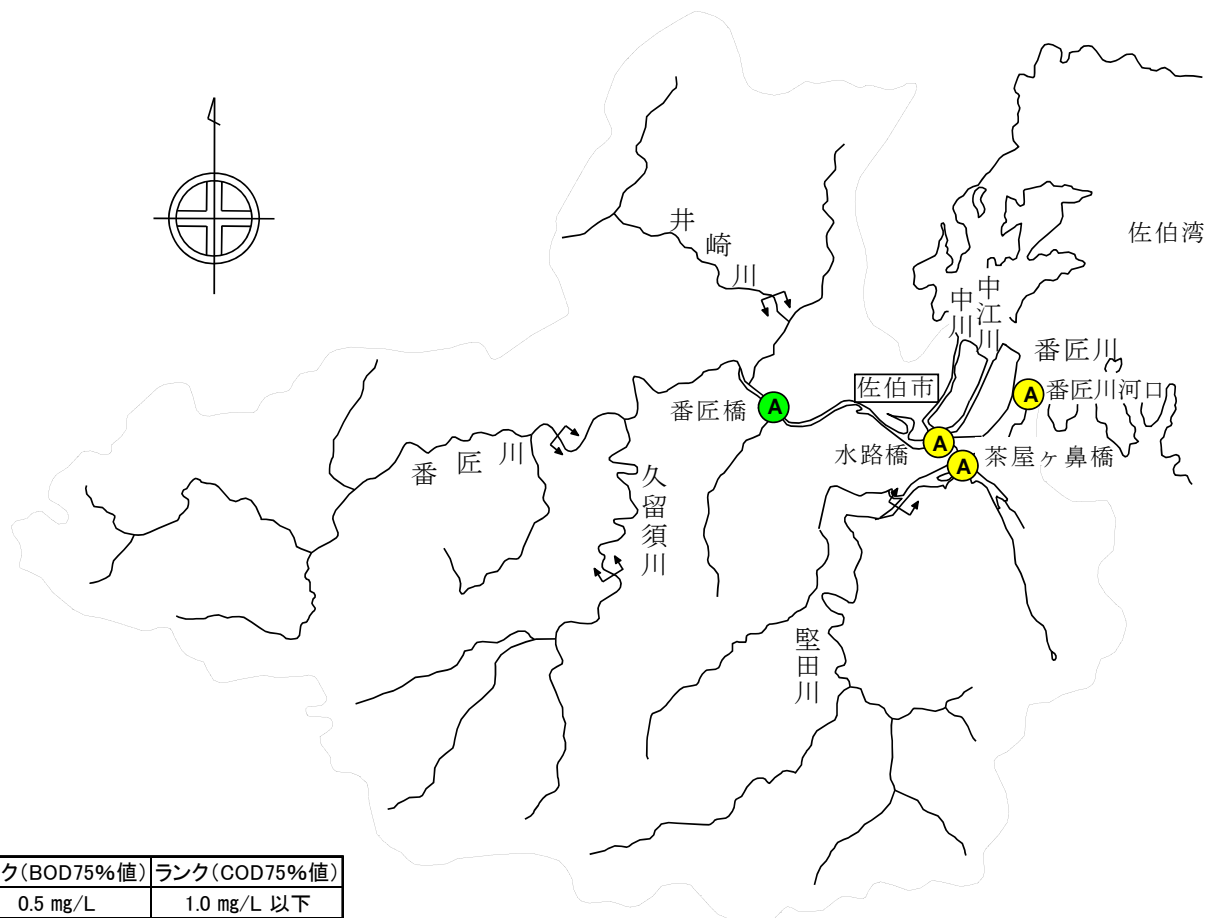 井崎川
佐伯湾
中川
中江川
番匠川
番匠川河口
A
佐伯市
番匠橋
A
水路橋
A
茶屋ヶ鼻橋
A
番匠川
久留須川
堅田川
ク(BOD75%値) ランク(COD75%値)
0.5 mg/L 1.0 mg/L 以下